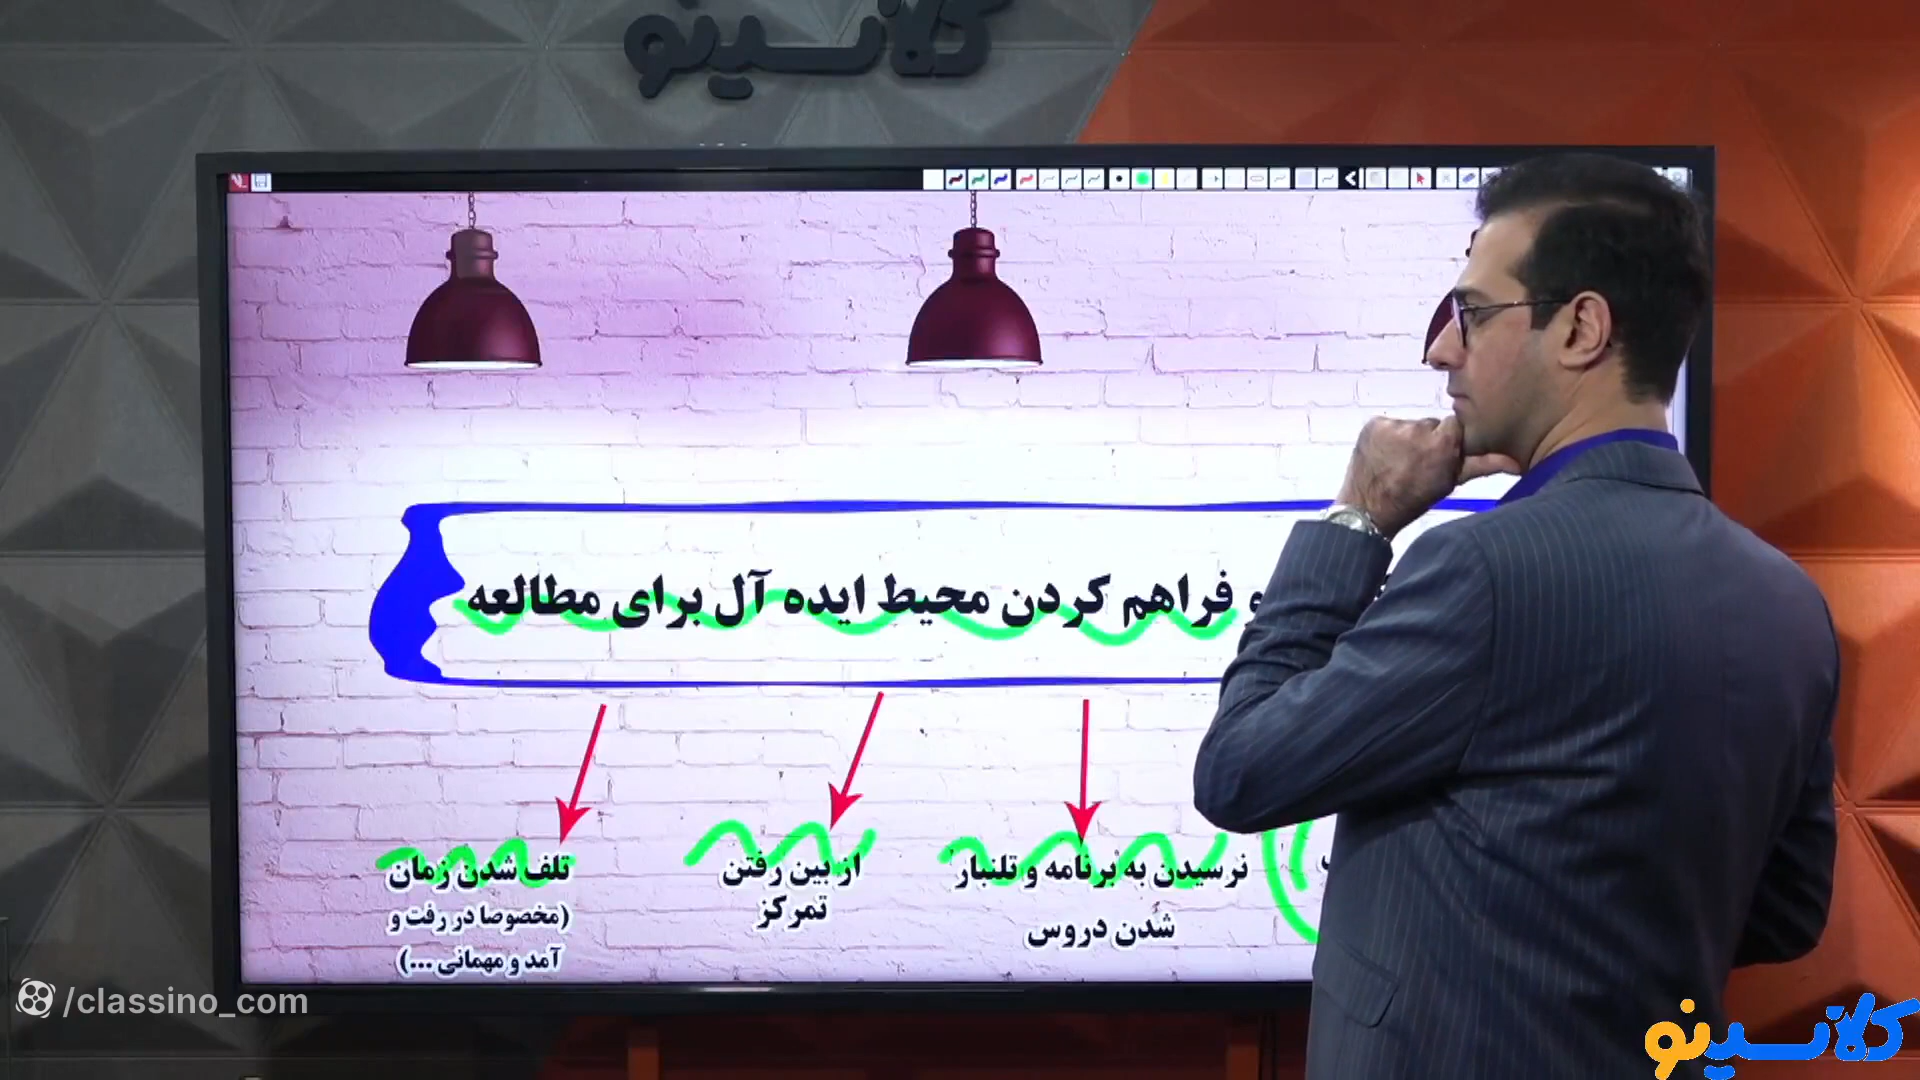 کلاسینو
و فراهم کردن محیط ایده آل برای مطالعه
نرسیدن به برنامه و تلنبار
شدن دروس
از بین رفتن
تمرکز
تلف شدن زمان
(مخصوصا در رفت و
آمد و مهمانی ...)
/classino_com
کلاسینو